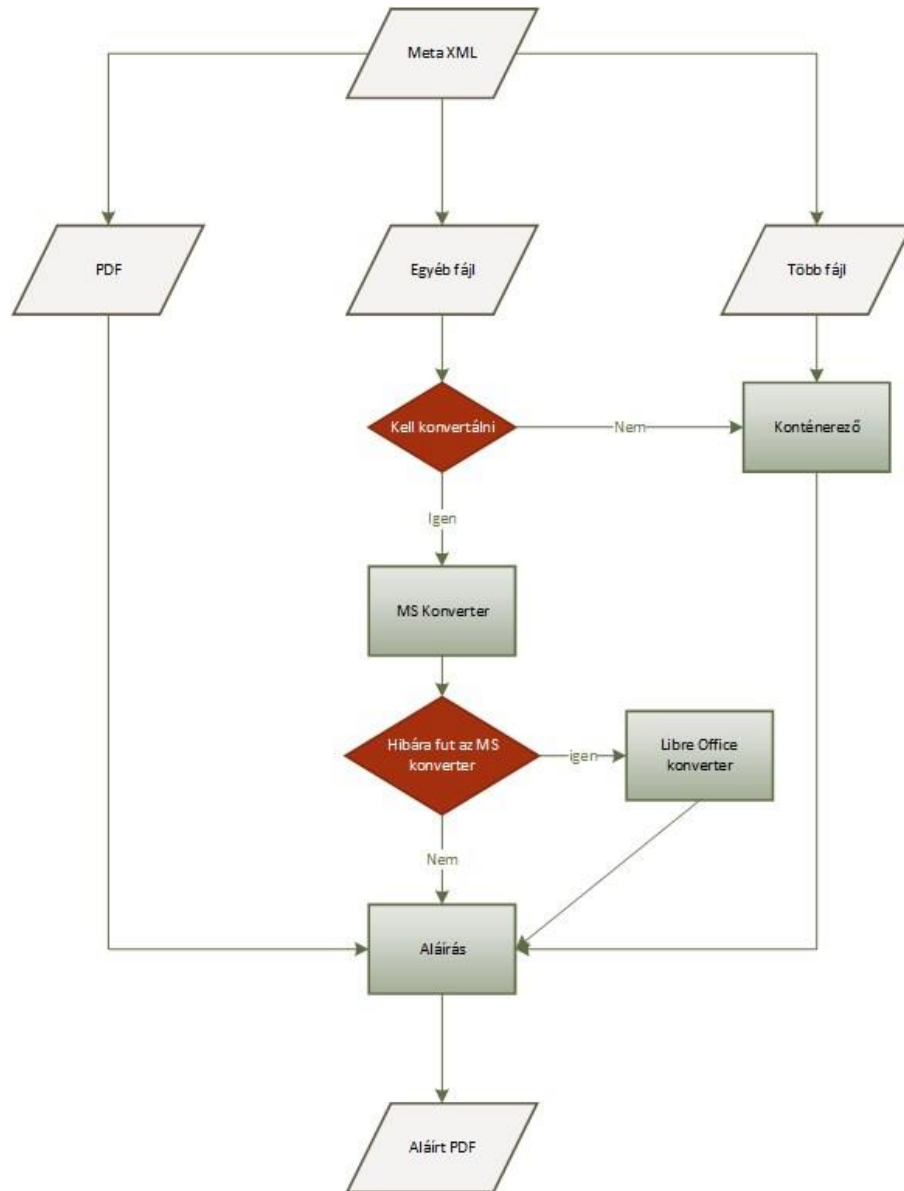 Meta XML
PDF
Egyéb fájl
Több fájl
Kell konvertálni
Nem
Konténerező
Igen
MS Konverter
Hibára fut az MS
konverter
igen
Libre Office
konverter
Nem
Aláírás
Aláírt PDF